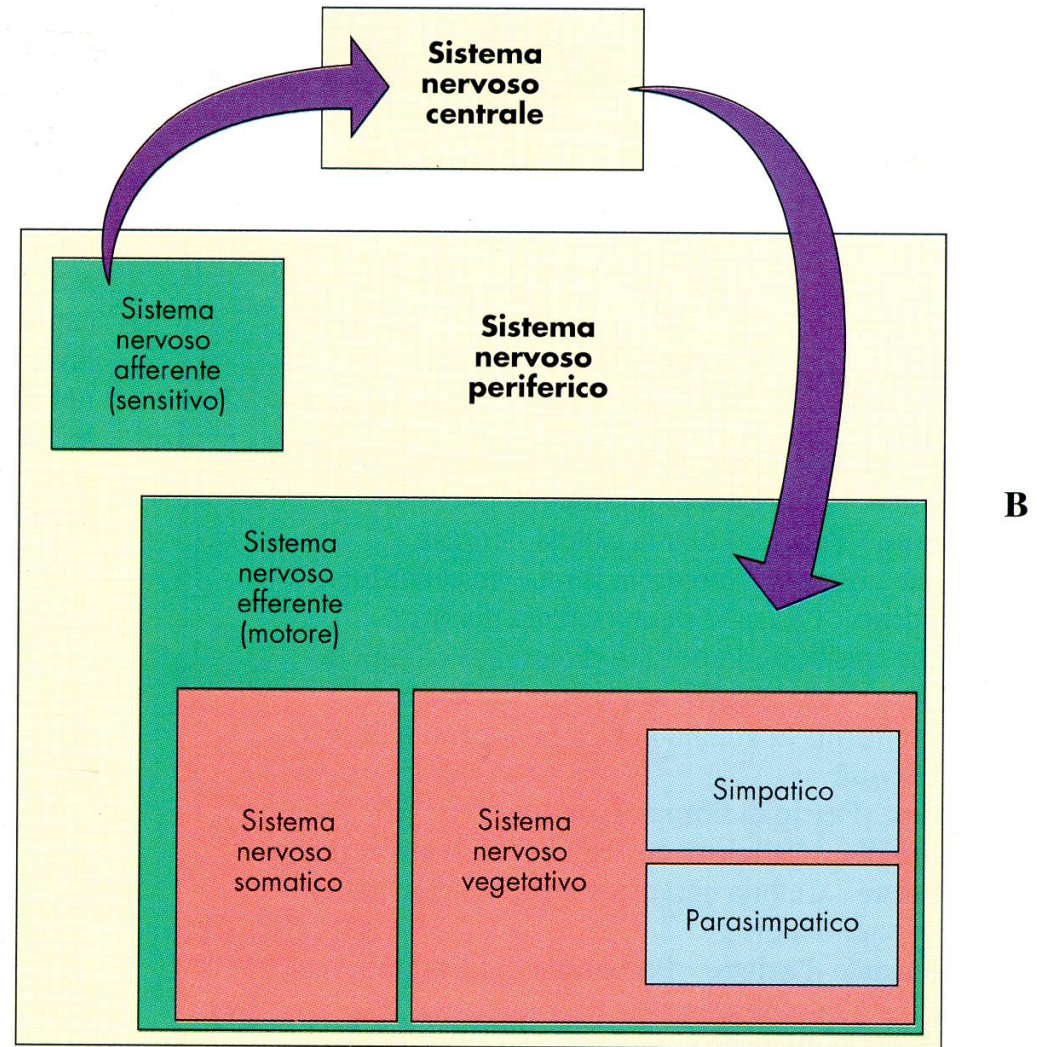 Sistema
nervoso
centrale
Sistema
nervoso
afferente
(sensitivo)
Sistema
nervoso
periferico
B
Sistema
nervoso
efferente
(motore)
Sistema
nervoso
somatico
Sistema
nervoso
vegetativo
Simpatico
Parasimpatico